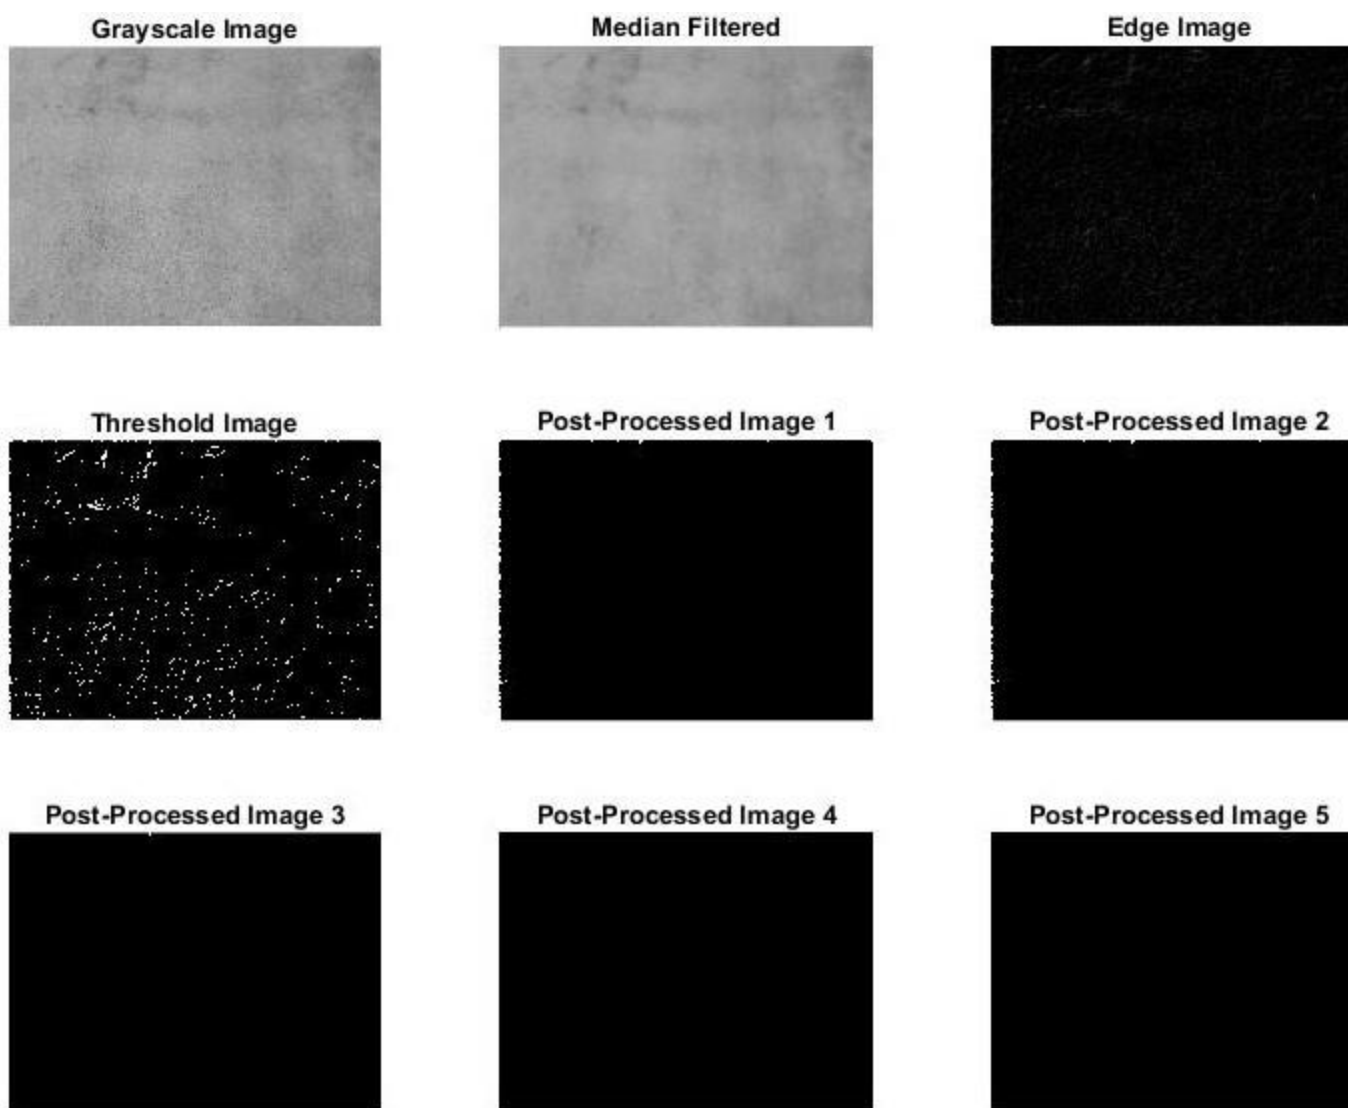 Grayscale Image
Median Filtered
Edge Image
Threshold Image
Post-Processed Image 1
Post-Processed Image 2
Post-Processed Image 3
Post-Processed Image 4
Post-Processed Image 5